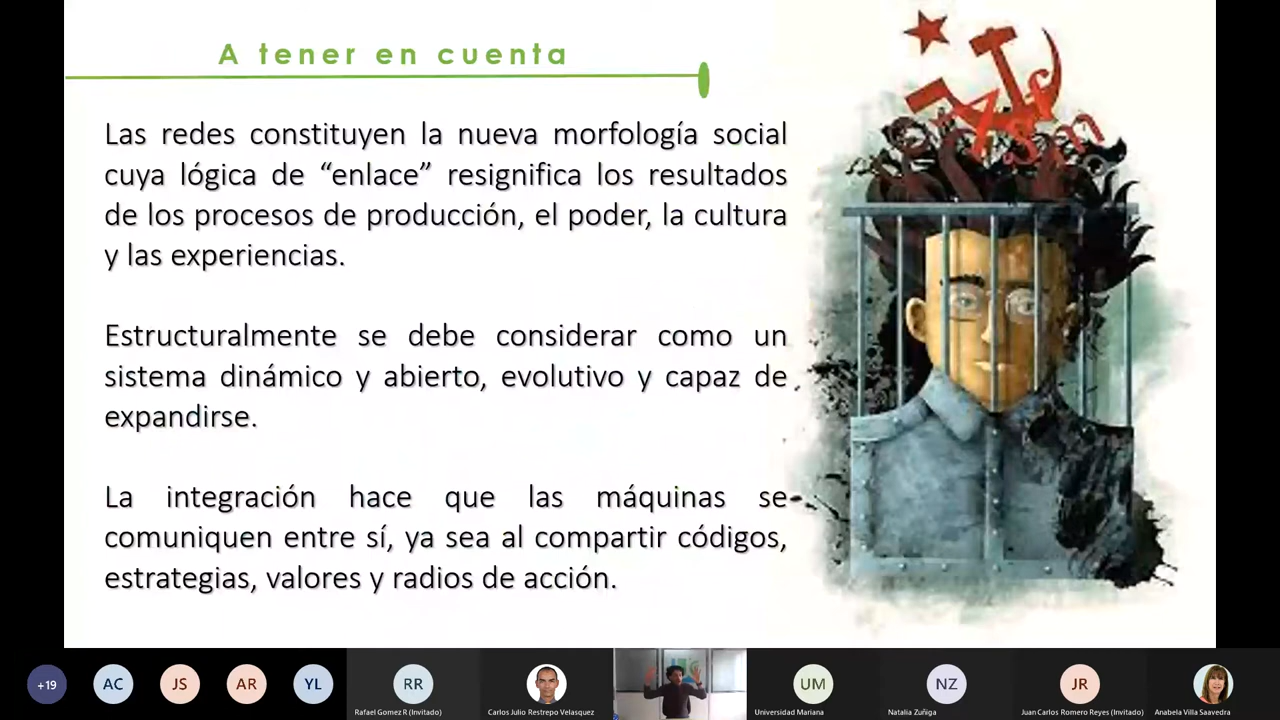 A tener en cuenta
Las redes constituyen la nueva morfología social
cuya lógica de “enlace” resignifica los resultados
de los procesos de producción, el poder, la cultura
y las experiencias.
Estructuralmente se debe considerar como un
sistema dinámico y abierto, evolutivo y capaz de
expandirse.
La integración hace que las máquinas se
comuniquen entre sí, ya sea al compartir códigos,
estrategias, valores y radios de acción.
+19
AC
JS
AR
YL
RR
UM
NZ
JR
Rafael Gomez R (Invitado)
Carlos Julio Restrepo Velasquez
Universidad Mariana
Natalia Zuñiga
Juan Carlos Romero Reyes (Invitado)
Anabela Villa Saavedra